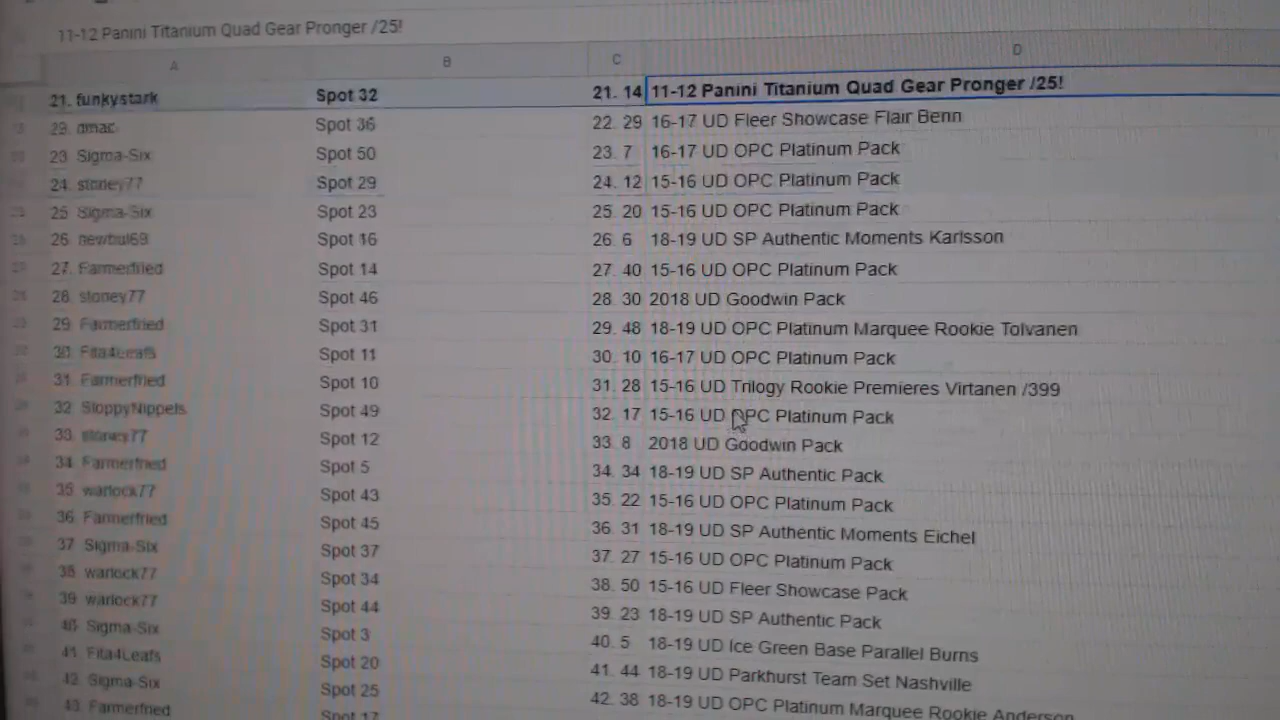 11-12 Panini Titanium Quad Gear Pronger /25!
A B C D
21. funkystark Spot 32 21. 14 11-12 Panini Titanium Quad Gear Pronger /25!
Spot 36 22. 29 16-17 UD Fleer Showcase Flair Benn
23 Sigma-Six Spot 50 23. 7 16-17 UD OPC Platinum Pack
24. stoney77 Spot 29 24. 12 15-16 UD OPC Platinum Pack
25 Sigma-Six Spot 23 25. 20 15-16 UD OPC Platinum Pack
26 newbul69 Spot 16 26. 6 18-19 UD SP Authentic Moments Karlsson
27. Farmerfried Spot 14 27. 40 15-16 UD OPC Platinum Pack
28. stoney77 Spot 46 28. 30 2018 UD Goodwin Pack
29 Farmerfried Spot 31 29. 48 18-19 UD OPC Platinum Marquee Rookie Tolvanen
30. Fita4Leafs Spot 11 30. 10 16-17 UD OPC Platinum Pack
31. Farmerfried Spot 10 31. 28 15-16 UD Trilogy Rookie Premieres Virtanen /399
32 SloppyNippels Spot 49 32. 17 15-16 UD OPC Platinum Pack
33. stoney77 Spot 12 33. 8 2018 UD Goodwin Pack
34. Farmerfried Spot 5 34. 34 18-19 UD SP Authentic Pack
35 warlock77 Spot 43 35. 22 15-16 UD OPC Platinum Pack
36 Farmerfried Spot 45 36. 31 18-19 UD SP Authentic Moments Eichel
37 Sigma-Six Spot 37 37. 27 15-16 UD OPC Platinum Pack
38 warlock77 Spot 34 38. 50 15-16 UD Fleer Showcase Pack
39. warlock77 Spot 44 39. 23 18-19 UD SP Authentic Pack
40. Sigma-Six Spot 3 40. 5 18-19 UD Ice Green Base Parallel Burns
41. Fita4Leafs Spot 20 41. 44 18-19 UD Parkhurst Team Set Nashville
42. Sigma-Six Spot 25 42. 38 18-19 UD OPC Platinum Marquee Rookie Anderson
43. Farmerfried Spot 17